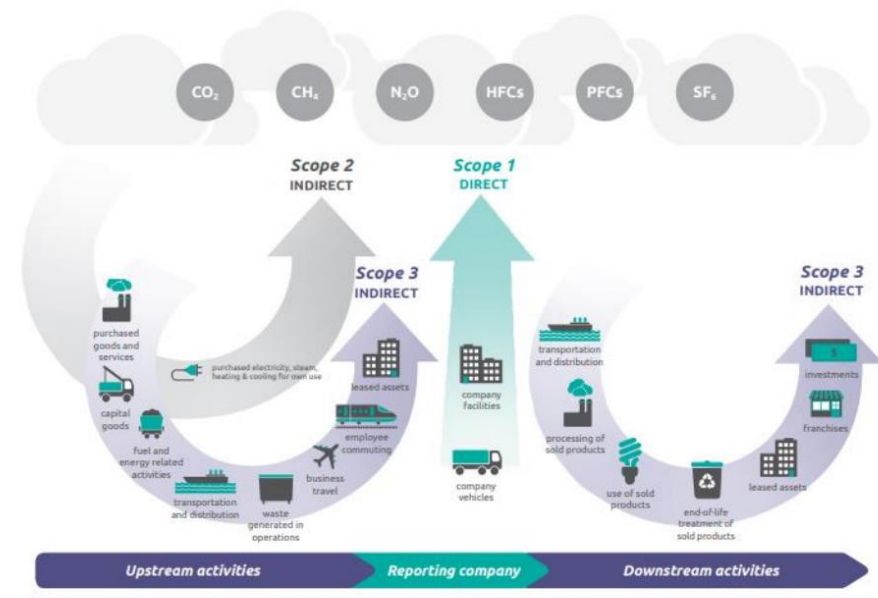 CO₂
CH₄
N₂O
HFCs
PFCs
SF₆
Scope 2
INDIRECT
Scope 1
DIRECT
Scope 3
INDIRECT
Scope 3
INDIRECT
purchased
goods and
services
capital
goods
fuel and
energy related
activities
transportation
and distribution
waste
generated in
operations
business
travel
employee
commuting
leased assets
purchased electricity, steam,
heating & cooling for own use
company
facilities
company
vehicles
transportation
and distribution
processing of
sold products
use of sold
products
end-of-life
treatment of
sold products
leased assets
franchises
$
investments
Upstream activities
Reporting company
Downstream activities